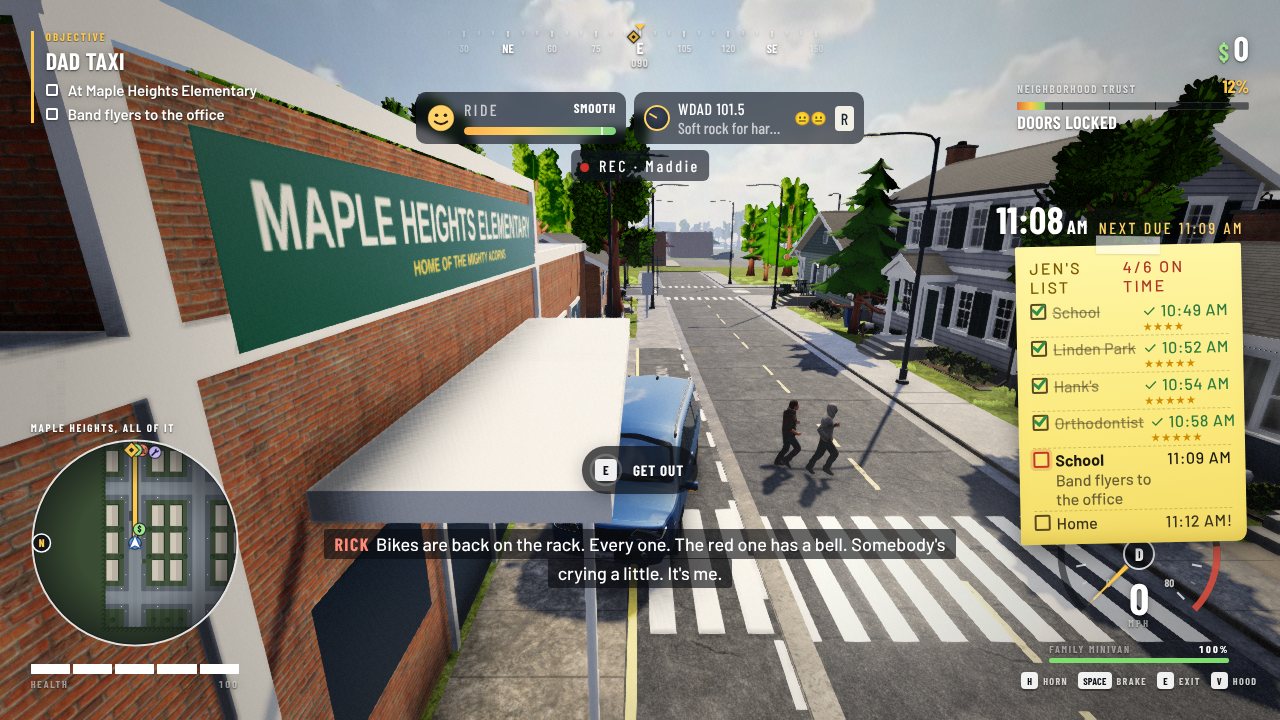 OBJECTIVE
DAD TAXI
At Maple Heights Elementary
Band flyers to the office
30 NE 60 75 E 105 120 SE 150
090
RIDE SMOOTH
WDAD 101.5
Soft rock for har...
R
REC · Maddie
$0
NEIGHBORHOOD TRUST 12%
DOORS LOCKED
11:08 AM NEXT DUE 11:09 AM
JEN'S LIST
4/6 ON TIME
School ✓ 10:49 AM
★★★★
Linden Park ✓ 10:52 AM
★★★★★
Hank's ✓ 10:54 AM
★★★★★
Orthodontist ✓ 10:58 AM
★★★★★
School 11:09 AM
Band flyers to
the office
Home 11:12 AM!
MAPLE HEIGHTS ELEMENTARY
HOME OF THE MIGHTY ACORNS
E GET OUT
RICK Bikes are back on the rack. Every one. The red one has a bell. Somebody's
crying a little. It's me.
MAPLE HEIGHTS, ALL OF IT
N
$
HEALTH 100
D
80
0
MPH
FAMILY MINIVAN 100%
H HORN SPACE BRAKE E EXIT V HOOD